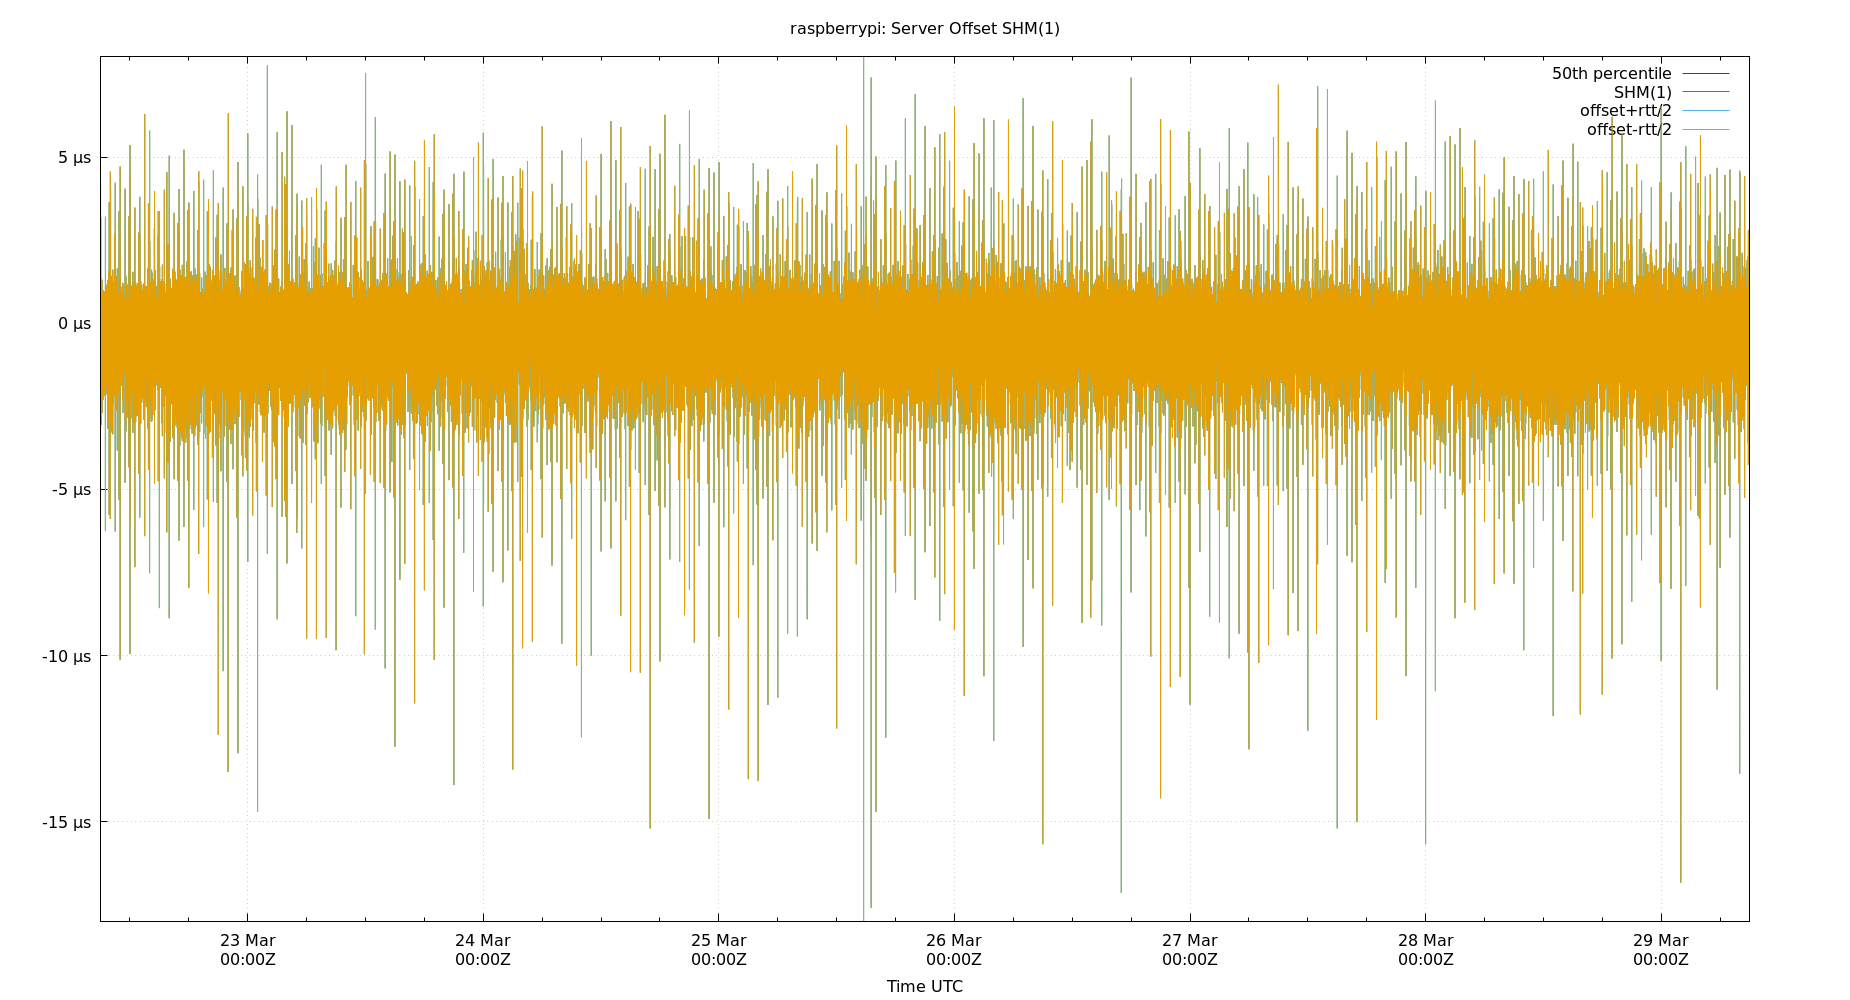 raspberrypi: Server Offset SHM(1)
50th percentile
SHM(1)
offset+rtt/2
offset-rtt/2
5 µs
0 µs
-5 µs
-10 µs
-15 µs
23 Mar 24 Mar 25 Mar 26 Mar 27 Mar 28 Mar 29 Mar
00:00Z 00:00Z 00:00Z 00:00Z 00:00Z 00:00Z 00:00Z
Time UTC